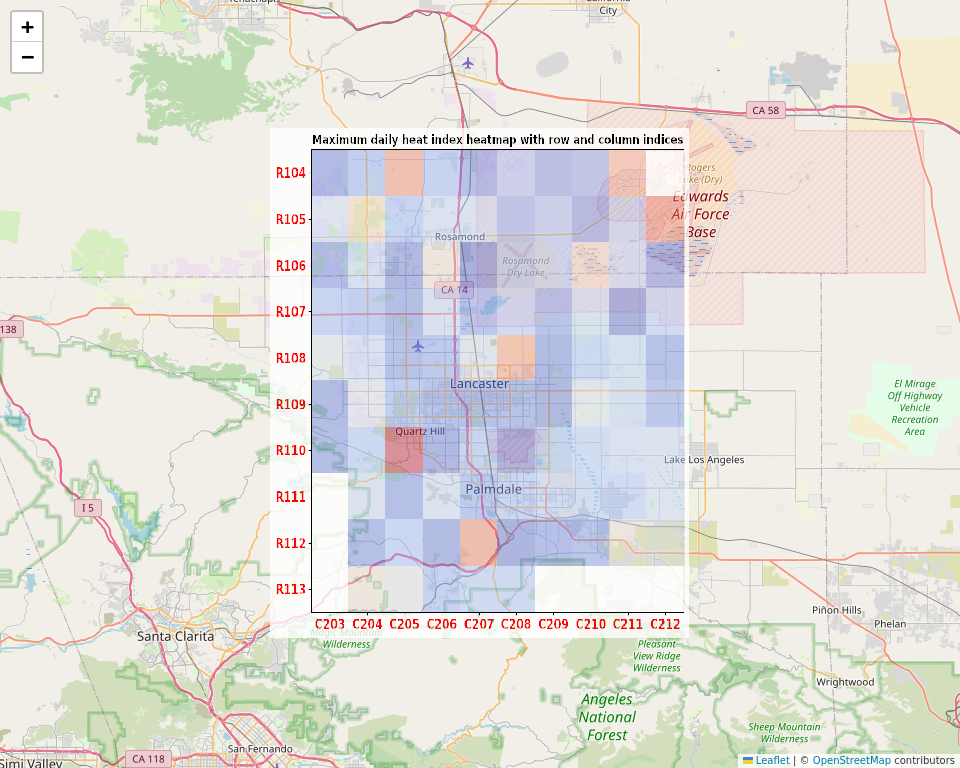 Tehachapi
California
City
+
−
CA 58
Maximum daily heat index heatmap with row and column indices
R104
Rogers
Lake (Dry)
Edwards
Air Force
Base
R105
Rosamond
R106
Rosamond
Dry Lake
CA 14
R107
138
R108
Lancaster
El Mirage
Off Highway
Vehicle
Recreation
Area
R109
Quartz Hill
R110
Lake Los Angeles
Palmdale
R111
I 5
R112
R113
Piñon Hills
C203 C204 C205 C206 C207 C208 C209 C210 C211 C212
Phelan
Santa Clarita
Magic Mountain
Wilderness
Pleasant
View Ridge
Wilderness
Wrightwood
Angeles
National
Forest
Sheep Mountain
Wilderness
San Fernando
CA 118
Simi Valley
Leaflet | © OpenStreetMap contributors